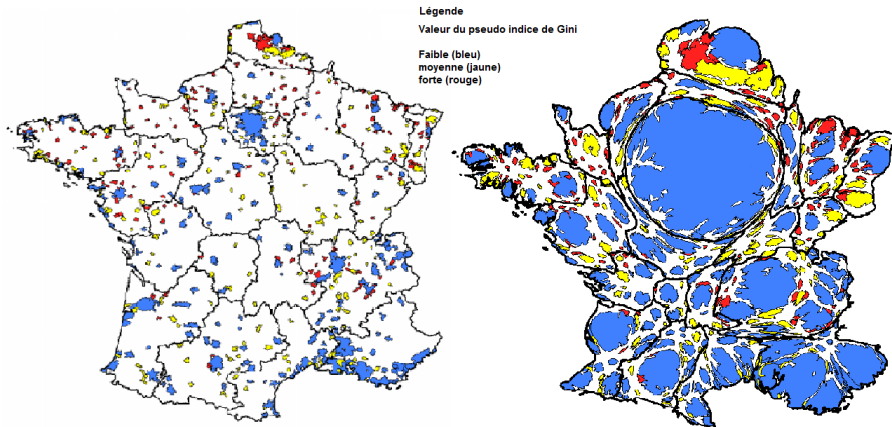 Légende
Valeur du pseudo indice de Gini
Faible (bleu)
moyenne (jaune)
forte (rouge)